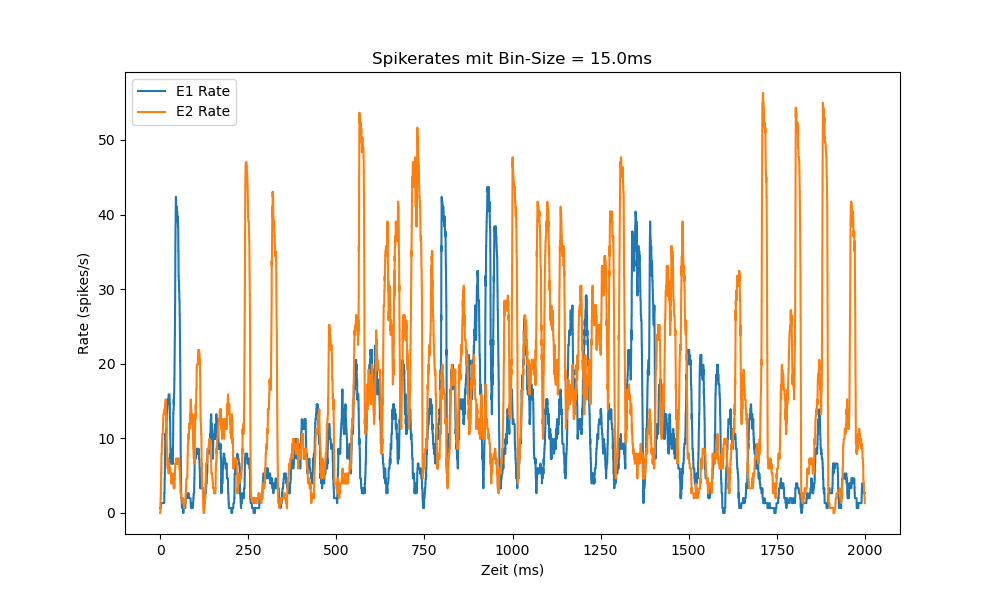 Spikerates mit Bin-Size = 15.0ms
E1 Rate
E2 Rate
Rate (spikes/s)
50
40
30
20
10
0
0 250 500 750 1000 1250 1500 1750 2000
Zeit (ms)